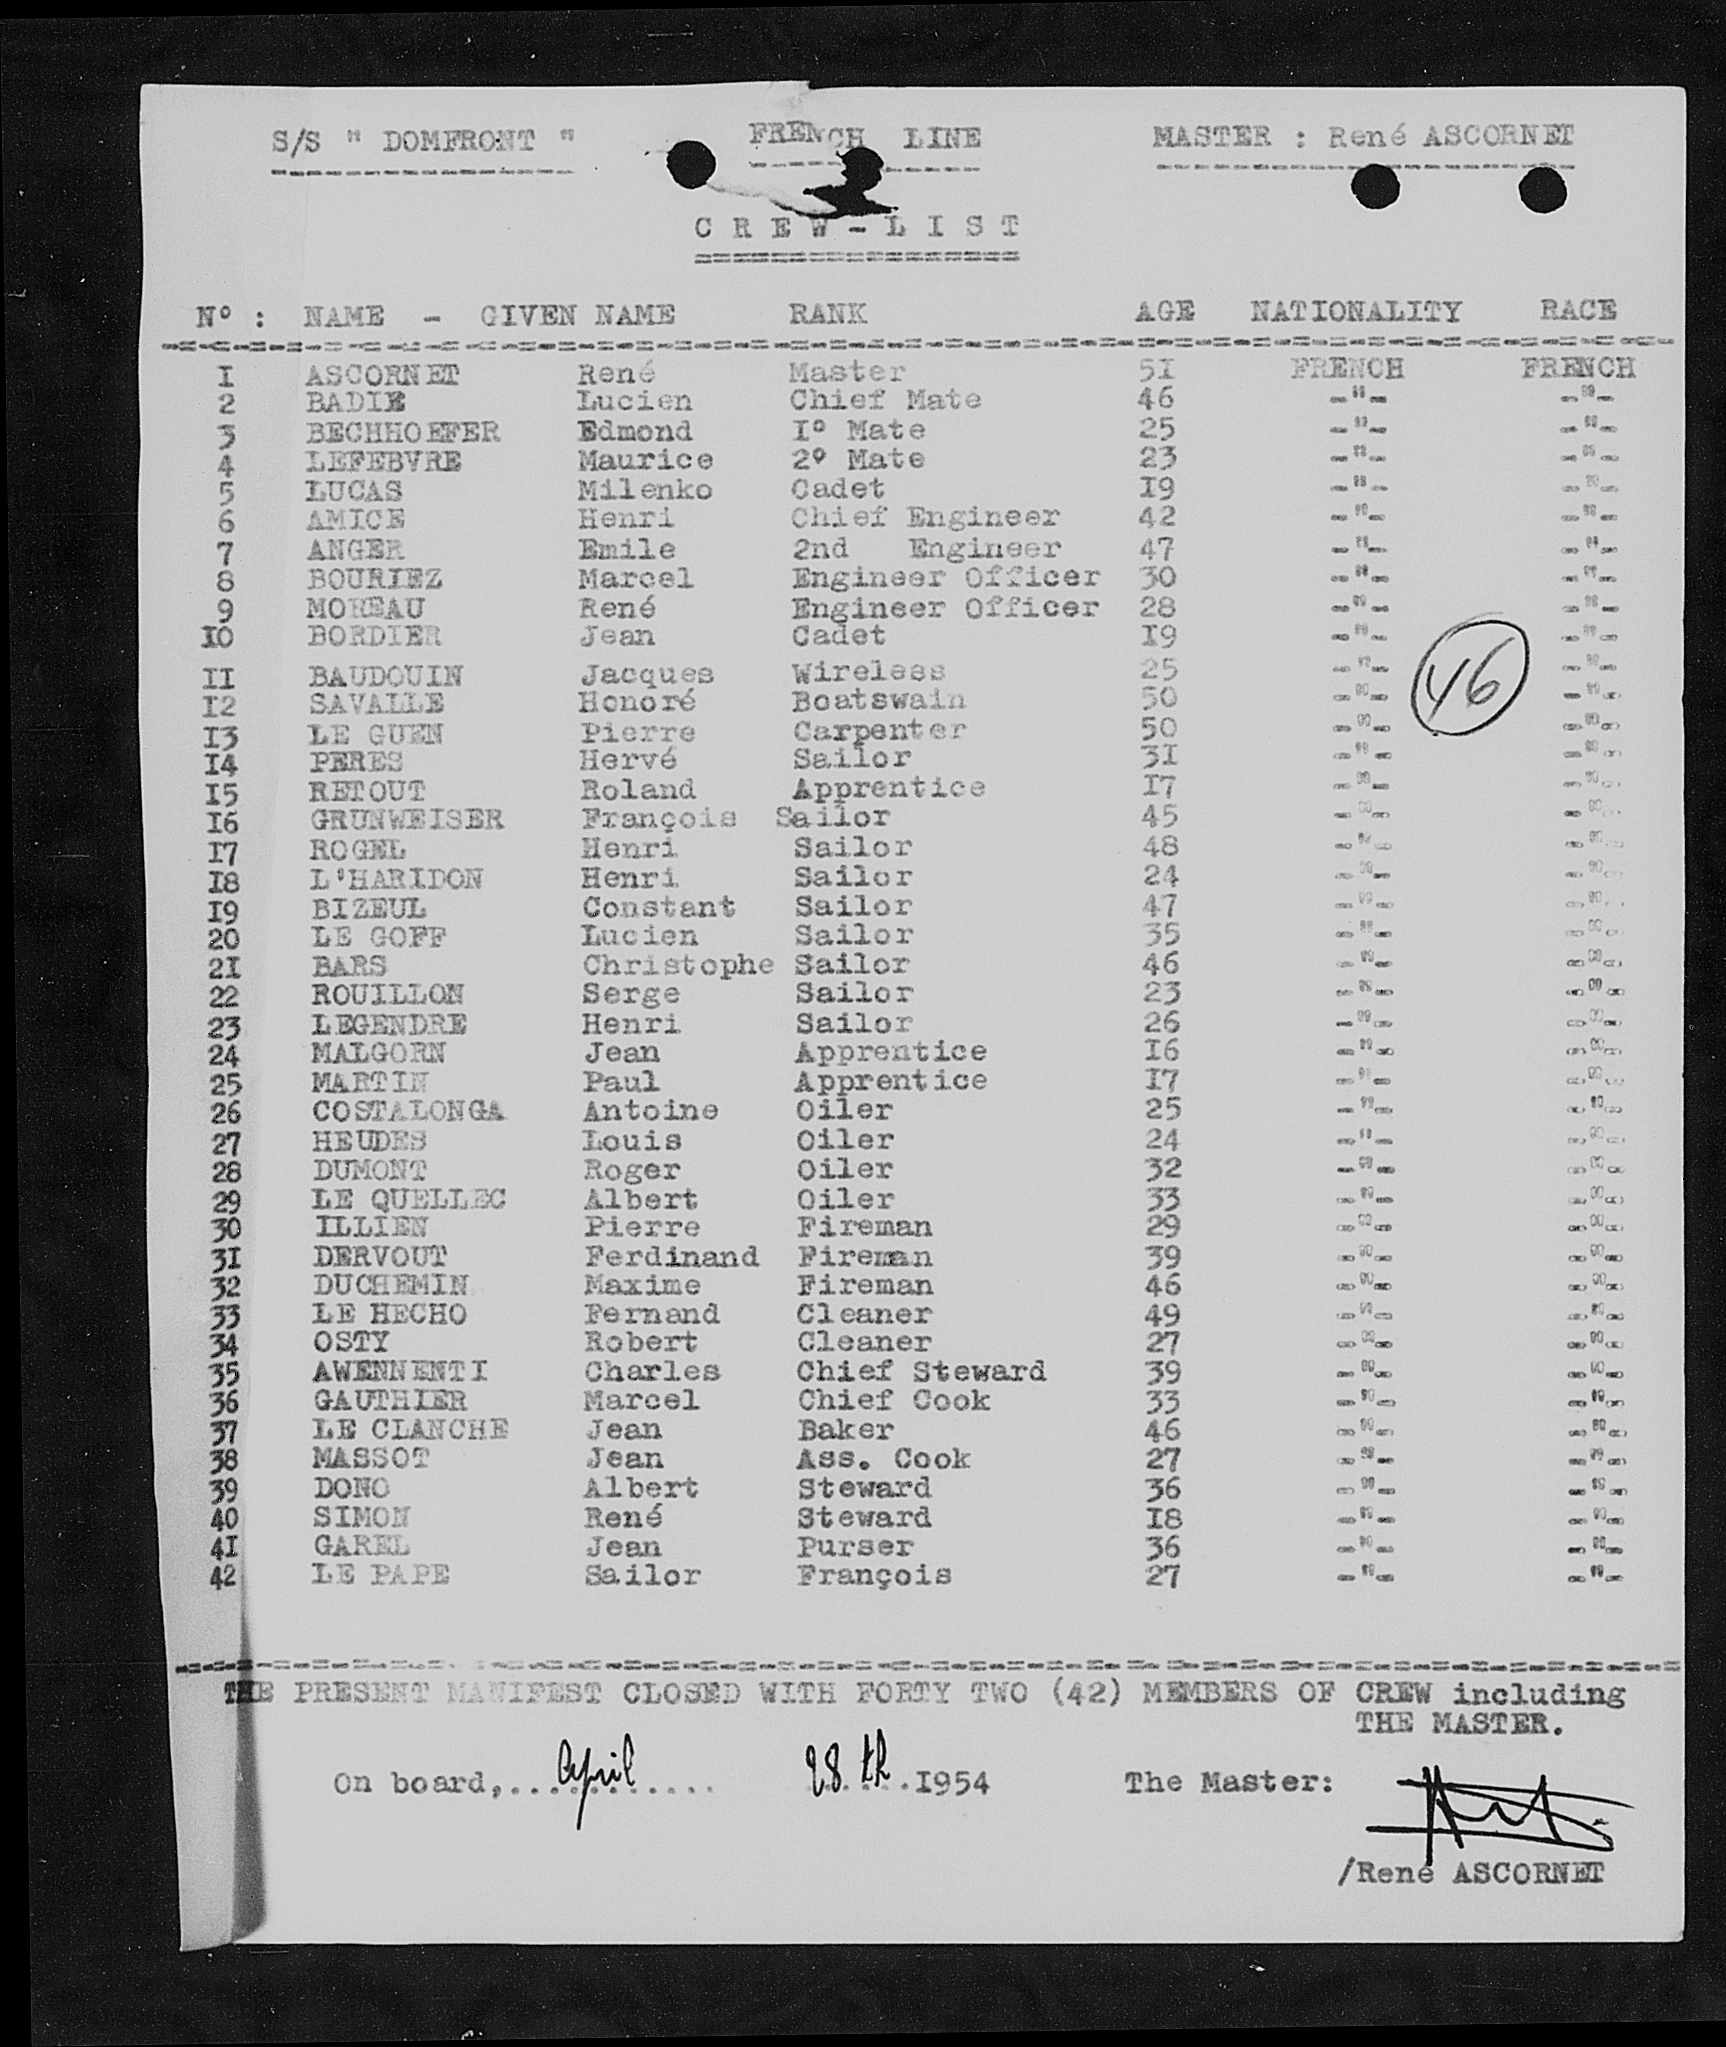 S/S " DOMFRONT " FRENCH LINE MASTER : René ASCORNET
CREW-LIST
N° : NAME - GIVEN NAME RANK AGE NATIONALITY RACE
I ASCORNET René Master 5I FRENCH FRENCH
2 BADIE Lucien Chief Mate 46 -"- -"-
3 BECHHOEFER Edmond I° Mate 25 -"- -"-
4 LEFEBVRE Maurice 2° Mate 23 -"- -"-
5 LUCAS Milenko Cadet I9 -"- -"-
6 AMICE Henri Chief Engineer 42 -"- -"-
7 ANGER Emile 2nd Engineer 47 -"- -"-
8 BOURIEZ Marcel Engineer Officer 30 -"- -"-
9 MOREAU René Engineer Officer 28 -"- -"-
I0 BORDIER Jean Cadet I9 -"- -"-
II BAUDOUIN Jacques Wireless 25 -"- -"-
46
I2 SAVALLE Honoré Boatswain 50 -"- -"-
I3 LE GUEN Pierre Carpenter 50 -"- -"-
I4 PERES Hervé Sailor 3I -"- -"-
I5 RETOUT Roland Apprentice I7 -"- -"-
I6 GRUNWEISER François Sailor 45 -"- -"-
I7 ROGEL Henri Sailor 48 -"- -"-
I8 L'HARIDON Henri Sailor 24 -"- -"-
I9 BIZEUL Constant Sailor 47 -"- -"-
20 LE GOFF Lucien Sailor 35 -"- -"-
2I BARS Christophe Sailor 46 -"- -"-
22 ROUILLON Serge Sailor 23 -"- -"-
23 LEGENDRE Henri Sailor 26 -"- -"-
24 MALGORN Jean Apprentice I6 -"- -"-
25 MARTIN Paul Apprentice I7 -"- -"-
26 COSTALONGA Antoine Oiler 25 -"- -"-
27 HEUDES Louis Oiler 24 -"- -"-
28 DUMONT Roger Oiler 32 -"- -"-
29 LE QUELLEC Albert Oiler 33 -"- -"-
30 ILLIEN Pierre Fireman 29 -"- -"-
3I DERVOUT Ferdinand Fireman 39 -"- -"-
32 DUCHEMIN Maxime Fireman 46 -"- -"-
33 LE HECHO Fernand Cleaner 49 -"- -"-
34 OSTY Robert Cleaner 27 -"- -"-
35 AWENNENTI Charles Chief Steward 39 -"- -"-
36 GAUTHIER Marcel Chief Cook 33 -"- -"-
37 LE CLANCHE Jean Baker 46 -"- -"-
38 MASSOT Jean Ass. Cook 27 -"- -"-
39 DONO Albert Steward 36 -"- -"-
40 SIMON René Steward I8 -"- -"-
4I GAREL Jean Purser 36 -"- -"-
42 LE PAPE Sailor François 27 -"- -"-
THE PRESENT MANIFEST CLOSED WITH FORTY TWO (42) MEMBERS OF CREW including
THE MASTER.
On board, April 28 th I954 The Master:
/René ASCORNET